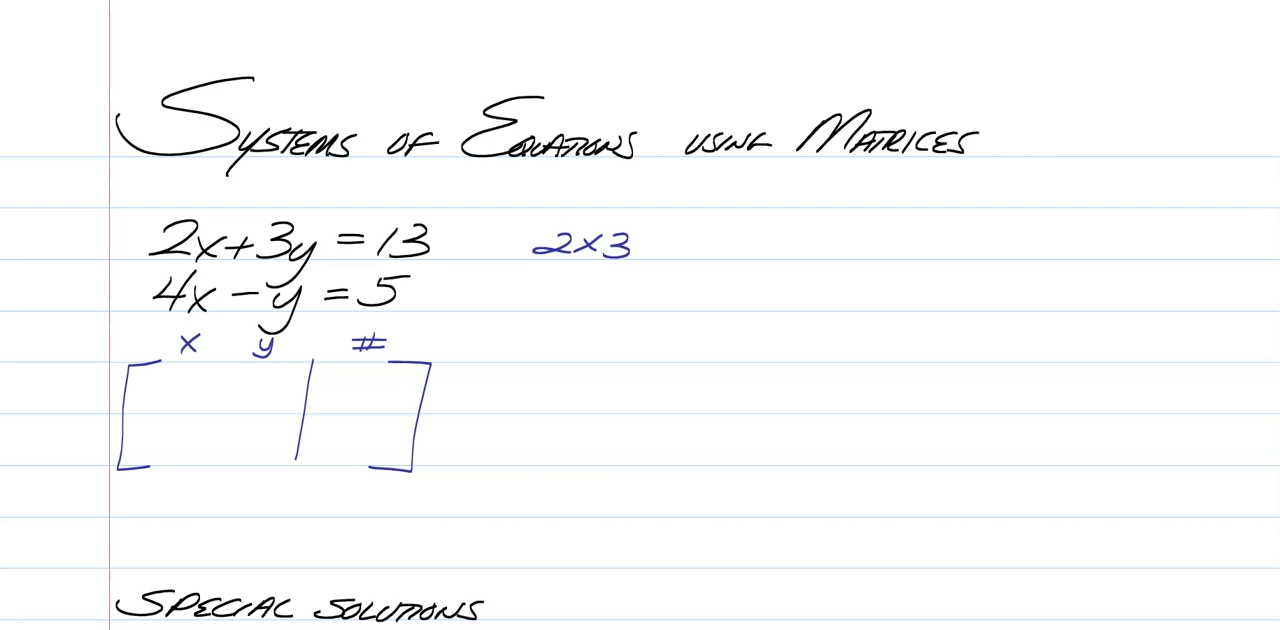 SYSTEMS OF EQUATIONS USING MATRICES
2x+3y = 13 2×3
4x - y = 5
x y #
SPECIAL SOLUTIONS